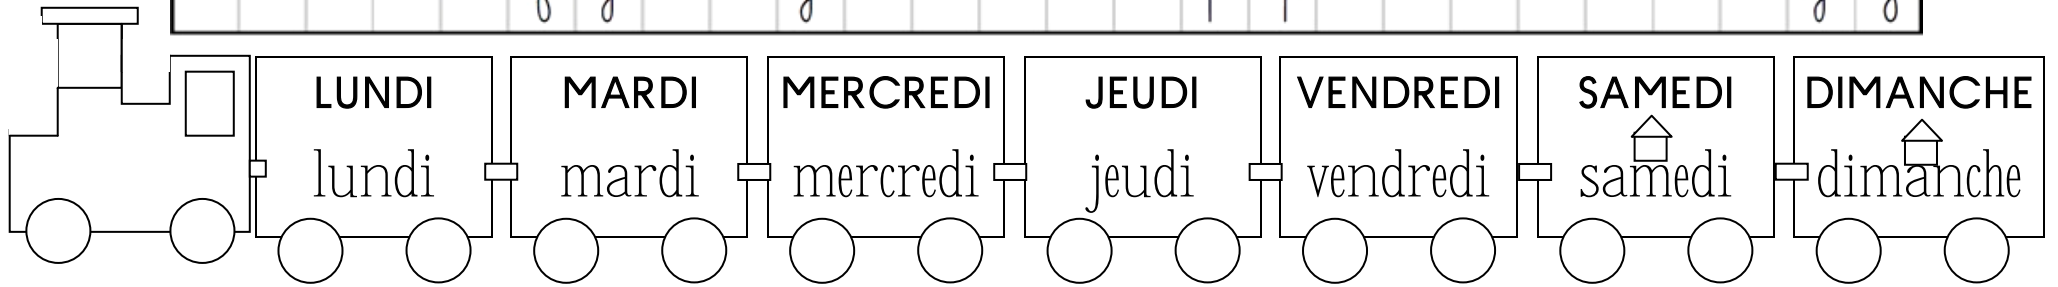 LUNDI MARDI MERCREDI JEUDI VENDREDI SAMEDI DIMANCHE
lundi mardi mercredi jeudi vendredi samedi dimanche